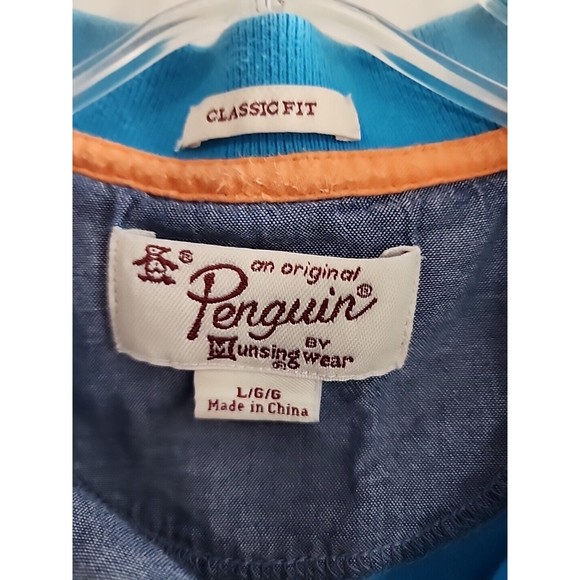 CLASSIC FIT
®
an original
Penguin®
BY
Munsingwear
®
L/G/G
Made in China